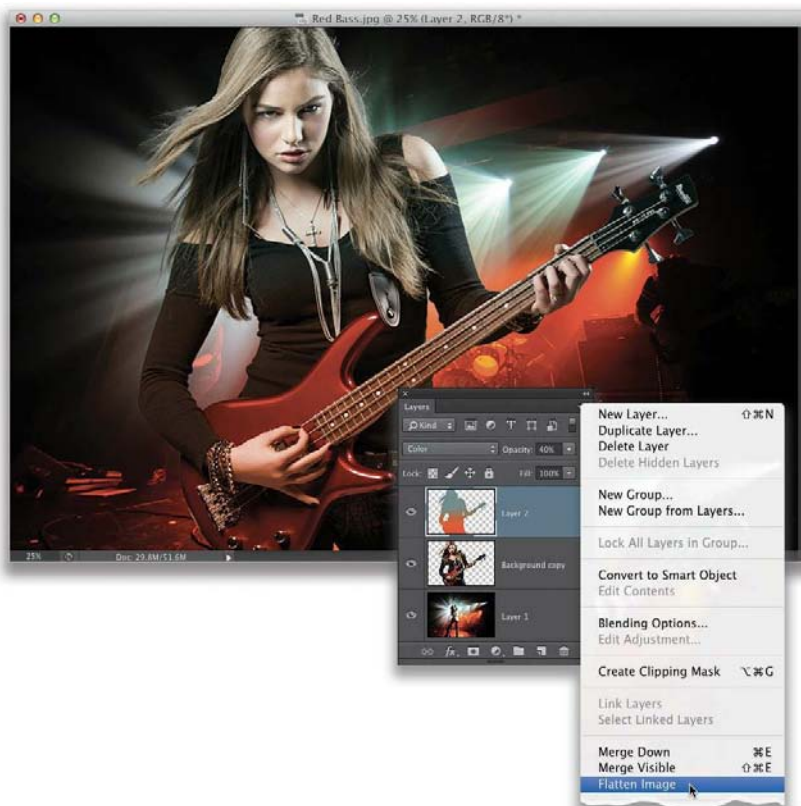 Red Bass.jpg @ 25% (Layer 2, RGB/8*) *
25% Doc: 29.8M/51.6M
Layers
Kind T
Color Opacity: 40%
Lock: Fill: 100%
Layer 2
Background copy
Layer 1
fx
New Layer... ⇧⌘N
Duplicate Layer...
Delete Layer
Delete Hidden Layers
New Group...
New Group from Layers...
Lock All Layers in Group...
Convert to Smart Object
Edit Contents
Blending Options...
Edit Adjustment...
Create Clipping Mask ⌥⌘G
Link Layers
Select Linked Layers
Merge Down ⌘E
Merge Visible ⇧⌘E
Flatten Image